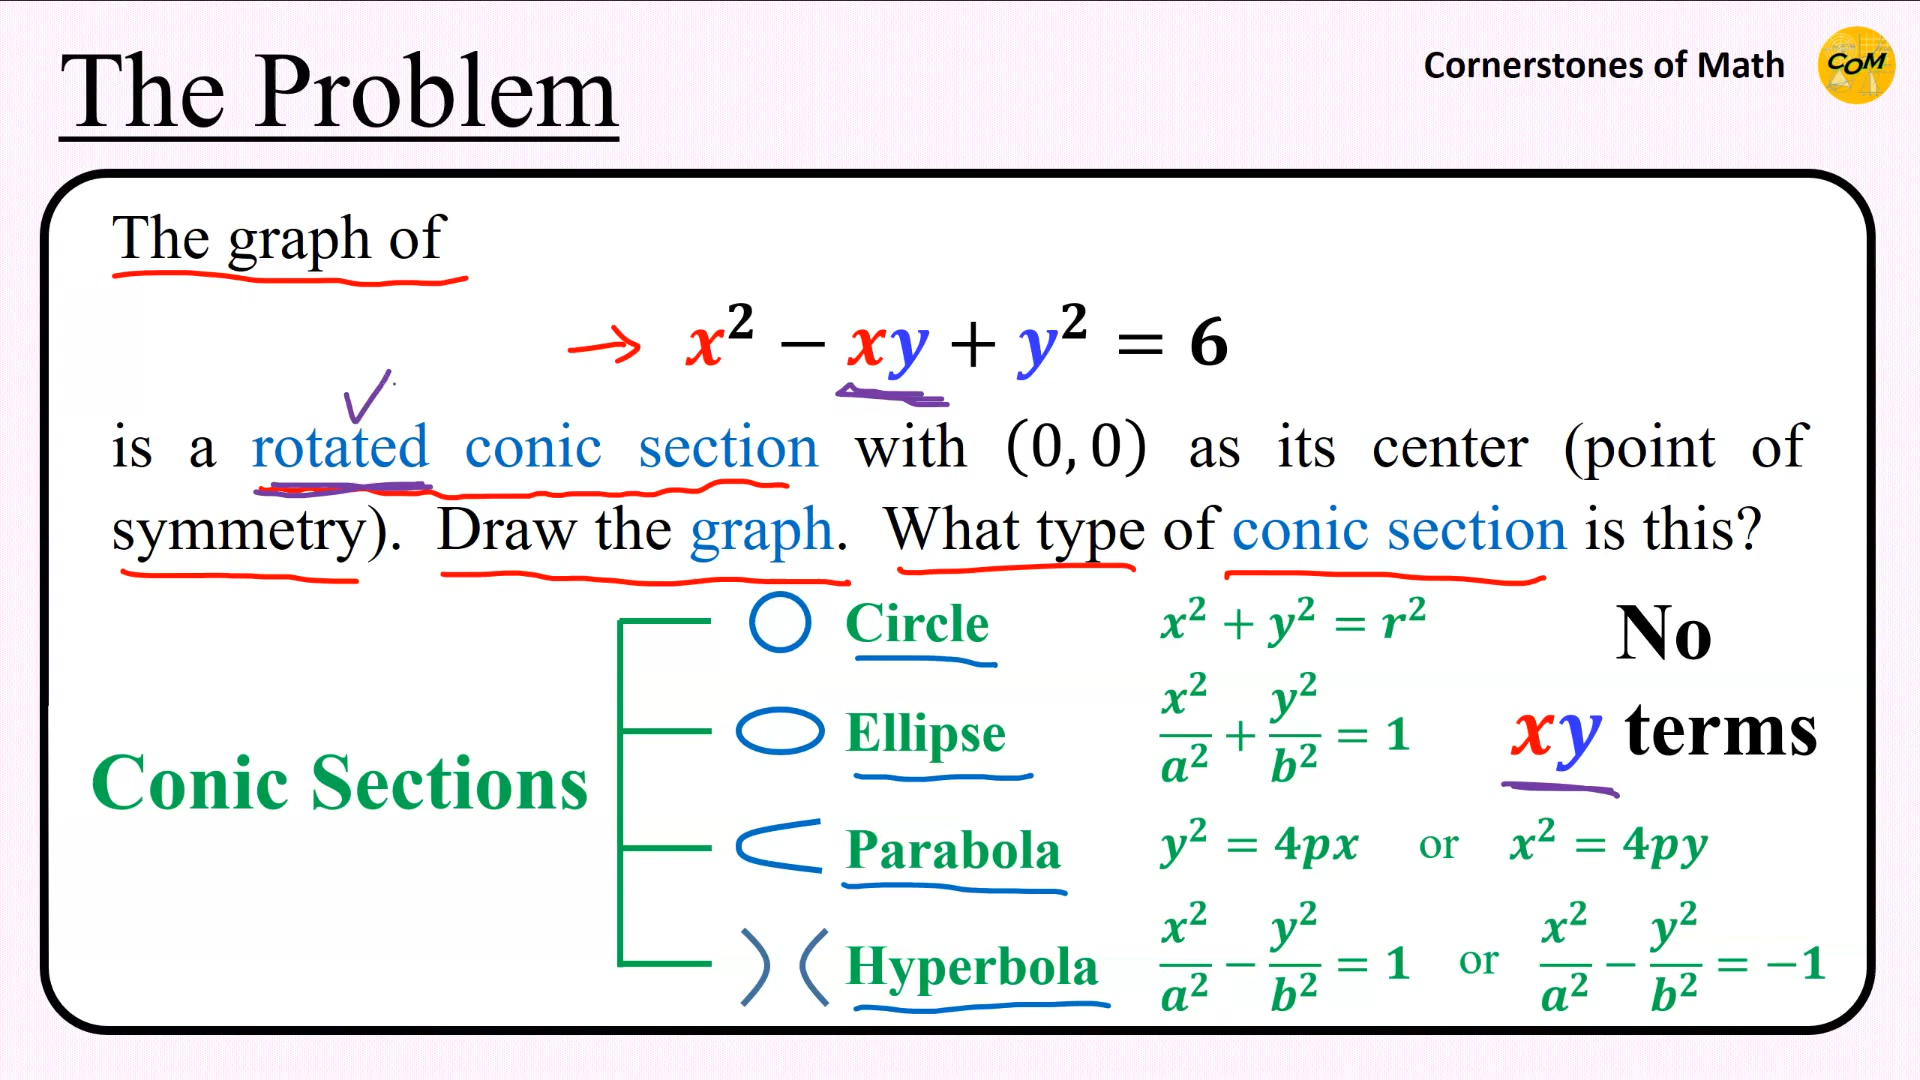 The Problem
Cornerstones of Math
COM
The graph of
x² − xy + y² = 6
is a rotated conic section with (0, 0) as its center (point of
symmetry). Draw the graph. What type of conic section is this?
Conic Sections
Circle x² + y² = r²
Ellipse x²/a² + y²/b² = 1
No
xy terms
Parabola y² = 4px or x² = 4py
Hyperbola x²/a² − y²/b² = 1 or x²/a² − y²/b² = −1